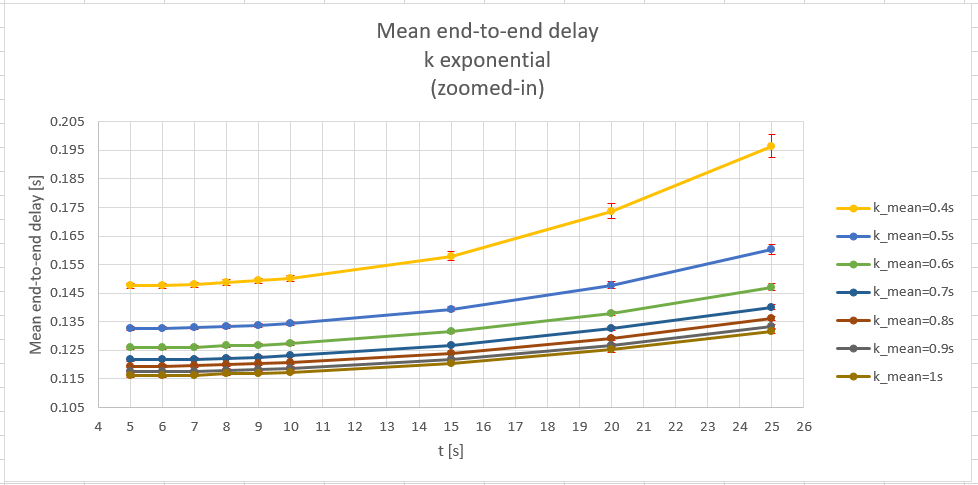 Mean end-to-end delay
k exponential
(zoomed-in)
Mean end-to-end delay [s]
0.205
0.195
0.185
0.175
0.165
0.155
0.145
0.135
0.125
0.115
0.105
4 5 6 7 8 9 10 11 12 13 14 15 16 17 18 19 20 21 22 23 24 25 26
t [s]
k_mean=0.4s
k_mean=0.5s
k_mean=0.6s
k_mean=0.7s
k_mean=0.8s
k_mean=0.9s
k_mean=1s